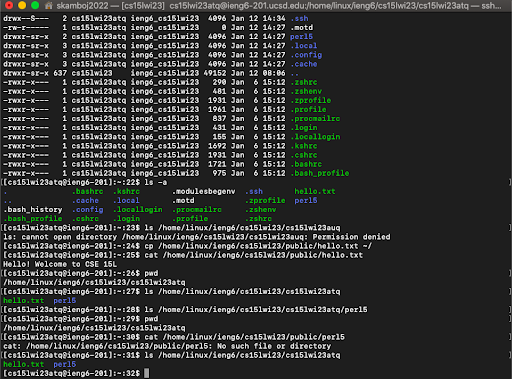 skamboj2022 — [cs15lwi23] cs15lwi23atq@ieng6-201.ucsd.edu:/home/linux/ieng6/cs15lwi23/cs15lwi23atq — ssh...
drwx--S--- 2 cs15lwi23atq ieng6_cs15lwi23 4096 Jan 12 14:34 .ssh
-rw-r----- 1 cs15lwi23atq ieng6_cs15lwi23 0 Jan 12 14:27 .motd
drwxr-sr-x 2 cs15lwi23atq ieng6_cs15lwi23 4096 Jan 12 14:27 perl5
drwxr-sr-x 3 cs15lwi23atq ieng6_cs15lwi23 4096 Jan 12 14:27 .local
drwxr-sr-x 3 cs15lwi23atq ieng6_cs15lwi23 4096 Jan 12 14:27 .config
drwxr-sr-x 3 cs15lwi23atq ieng6_cs15lwi23 4096 Jan 12 14:27 .cache
drwxr-sr-x 637 cs15lwi23atq ieng6_cs15lwi23 49152 Jan 12 08:06 ..
-rwxr-x--- 1 cs15lwi23atq ieng6_cs15lwi23 290 Jan 6 15:12 .zshrc
-rwxr-x--- 1 cs15lwi23atq ieng6_cs15lwi23 481 Jan 6 15:12 .zshenv
-rwxr-x--- 1 cs15lwi23atq ieng6_cs15lwi23 1931 Jan 6 15:12 .zprofile
-rwxr-x--- 1 cs15lwi23atq ieng6_cs15lwi23 1961 Jan 6 15:12 .profile
-rwxr-x--- 1 cs15lwi23atq ieng6_cs15lwi23 837 Jan 6 15:12 .procmailrc
-rwxr-x--- 1 cs15lwi23atq ieng6_cs15lwi23 431 Jan 6 15:12 .login
-rwxr-x--- 1 cs15lwi23atq ieng6_cs15lwi23 155 Jan 6 15:12 .locallogin
-rwxr-x--- 1 cs15lwi23atq ieng6_cs15lwi23 1692 Jan 6 15:12 .kshrc
-rwxr-x--- 1 cs15lwi23atq ieng6_cs15lwi23 1931 Jan 6 15:12 .cshrc
-rwxr-x--- 1 cs15lwi23atq ieng6_cs15lwi23 1721 Jan 6 15:12 .bashrc
-rwxr-x--- 1 cs15lwi23atq ieng6_cs15lwi23 975 Jan 6 15:12 .bash_profile
[[cs15lwi23atq@ieng6-201]:~:22$ ls -a ]
. .bashrc .kshrc .modulesbegenv .ssh hello.txt
.. .cache .local .motd .zprofile perl5
.bash_history .config .locallogin .procmailrc .zshenv
.bash_profile .cshrc .login .profile .zshrc
[[cs15lwi23atq@ieng6-201]:~:23$ ls /home/linux/ieng6/cs15lwi23/cs15lwi23auq ]
ls: cannot open directory /home/linux/ieng6/cs15lwi23/cs15lwi23auq: Permission denied
[[cs15lwi23atq@ieng6-201]:~:24$ cp /home/linux/ieng6/cs15lwi23/public/hello.txt ~/ ]
[[cs15lwi23atq@ieng6-201]:~:25$ cat /home/linux/ieng6/cs15lwi23/public/hello.txt ]
Hello! Welcome to CSE 15L
[[cs15lwi23atq@ieng6-201]:~:26$ pwd ]
/home/linux/ieng6/cs15lwi23/cs15lwi23atq
[[cs15lwi23atq@ieng6-201]:~:27$ ls /home/linux/ieng6/cs15lwi23/cs15lwi23atq ]
hello.txt perl5
[[cs15lwi23atq@ieng6-201]:~:28$ ls /home/linux/ieng6/cs15lwi23/cs15lwi23atq/perl5 ]
[[cs15lwi23atq@ieng6-201]:~:29$ pwd ]
/home/linux/ieng6/cs15lwi23/cs15lwi23atq
[[cs15lwi23atq@ieng6-201]:~:30$ cat /home/linux/ieng6/cs15lwi23/public/perl5 ]
cat: /home/linux/ieng6/cs15lwi23/public/perl5: No such file or directory
[[cs15lwi23atq@ieng6-201]:~:31$ ls /home/linux/ieng6/cs15lwi23/cs15lwi23atq ]
hello.txt perl5
[cs15lwi23atq@ieng6-201]:~:32$